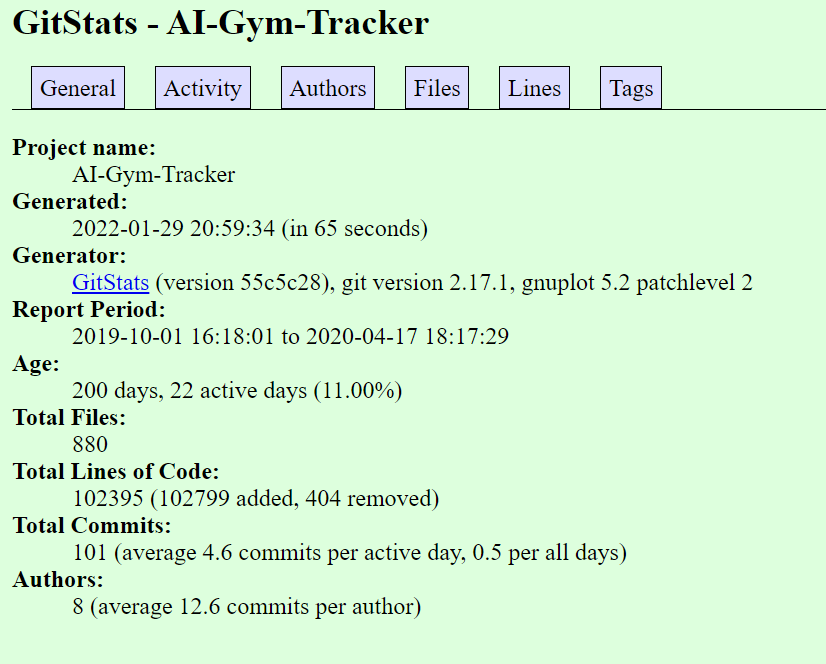 GitStats - AI-Gym-Tracker
General Activity Authors Files Lines Tags
Project name:
AI-Gym-Tracker
Generated:
2022-01-29 20:59:34 (in 65 seconds)
Generator:
GitStats (version 55c5c28), git version 2.17.1, gnuplot 5.2 patchlevel 2
Report Period:
2019-10-01 16:18:01 to 2020-04-17 18:17:29
Age:
200 days, 22 active days (11.00%)
Total Files:
880
Total Lines of Code:
102395 (102799 added, 404 removed)
Total Commits:
101 (average 4.6 commits per active day, 0.5 per all days)
Authors:
8 (average 12.6 commits per author)